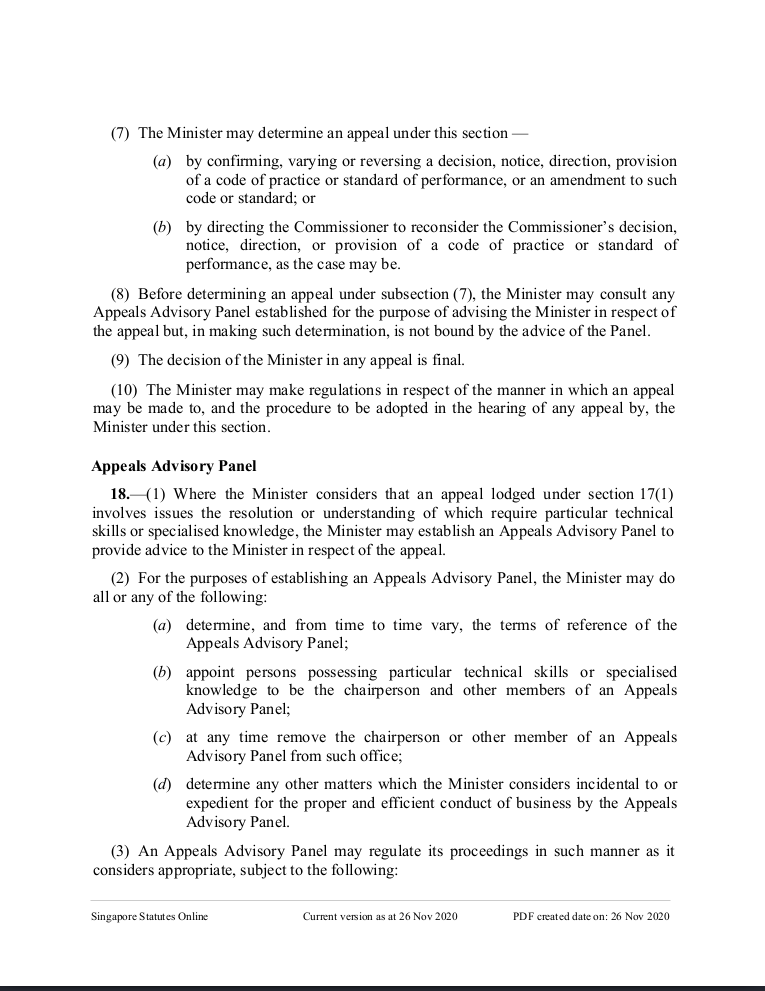 (7) The Minister may determine an appeal under this section —
(a) by confirming, varying or reversing a decision, notice, direction, provision
of a code of practice or standard of performance, or an amendment to such
code or standard; or
(b) by directing the Commissioner to reconsider the Commissioner’s decision,
notice, direction, or provision of a code of practice or standard of
performance, as the case may be.
(8) Before determining an appeal under subsection (7), the Minister may consult any
Appeals Advisory Panel established for the purpose of advising the Minister in respect of
the appeal but, in making such determination, is not bound by the advice of the Panel.
(9) The decision of the Minister in any appeal is final.
(10) The Minister may make regulations in respect of the manner in which an appeal
may be made to, and the procedure to be adopted in the hearing of any appeal by, the
Minister under this section.
Appeals Advisory Panel
18.—(1) Where the Minister considers that an appeal lodged under section 17(1)
involves issues the resolution or understanding of which require particular technical
skills or specialised knowledge, the Minister may establish an Appeals Advisory Panel to
provide advice to the Minister in respect of the appeal.
(2) For the purposes of establishing an Appeals Advisory Panel, the Minister may do
all or any of the following:
(a) determine, and from time to time vary, the terms of reference of the
Appeals Advisory Panel;
(b) appoint persons possessing particular technical skills or specialised
knowledge to be the chairperson and other members of an Appeals
Advisory Panel;
(c) at any time remove the chairperson or other member of an Appeals
Advisory Panel from such office;
(d) determine any other matters which the Minister considers incidental to or
expedient for the proper and efficient conduct of business by the Appeals
Advisory Panel.
(3) An Appeals Advisory Panel may regulate its proceedings in such manner as it
considers appropriate, subject to the following:
Singapore Statutes Online Current version as at 26 Nov 2020 PDF created date on: 26 Nov 2020